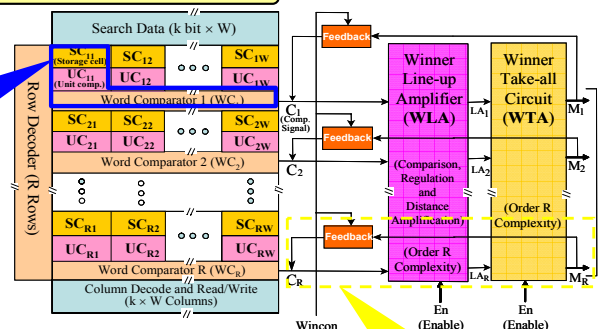 Search Data (k bit × W)
SC11
(Storage cell)
SC12
SC1W
UC11
(Unit comp.)
UC12
UC1W
Word Comparator 1 (WC1)
SC21
SC22
SC2W
UC21
UC22
UC2W
Word Comparator 2 (WC2)
SCR1
SCR2
SCRW
UCR1
UCR2
UCRW
Word Comparator R (WCR)
Column Decode and Read/Write
(k × W Columns)
Row Decoder (R Rows)
Feedback
C1
(Comp.
Signal)
Feedback
C2
Feedback
CR
Wincon
Winner
Line-up
Amplifier
(WLA)
(Comparison,
Regulation
and
Distance
Amplification)
(Order R
Complexity)
En
(Enable)
LA1
LA2
LAR
Winner
Take-all
Circuit
(WTA)
(Order R
Complexity)
En
(Enable)
M1
M2
MR